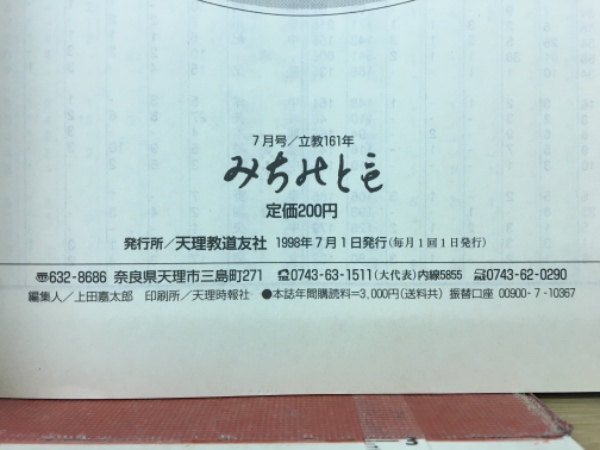 7月号／立教161年
みちのとも
定価200円
発行所／天理教道友社 1998年7月1日発行(毎月1回1日発行)
〠632-8686 奈良県天理市三島町271 ☎0743-63-1511(大代表)内線5855 FAX0743-62-0290
編集人／上田嘉太郎 印刷所／天理時報社 ●本誌年間購読料＝3,000円(送料共) 振替口座 00900-7-10367
3